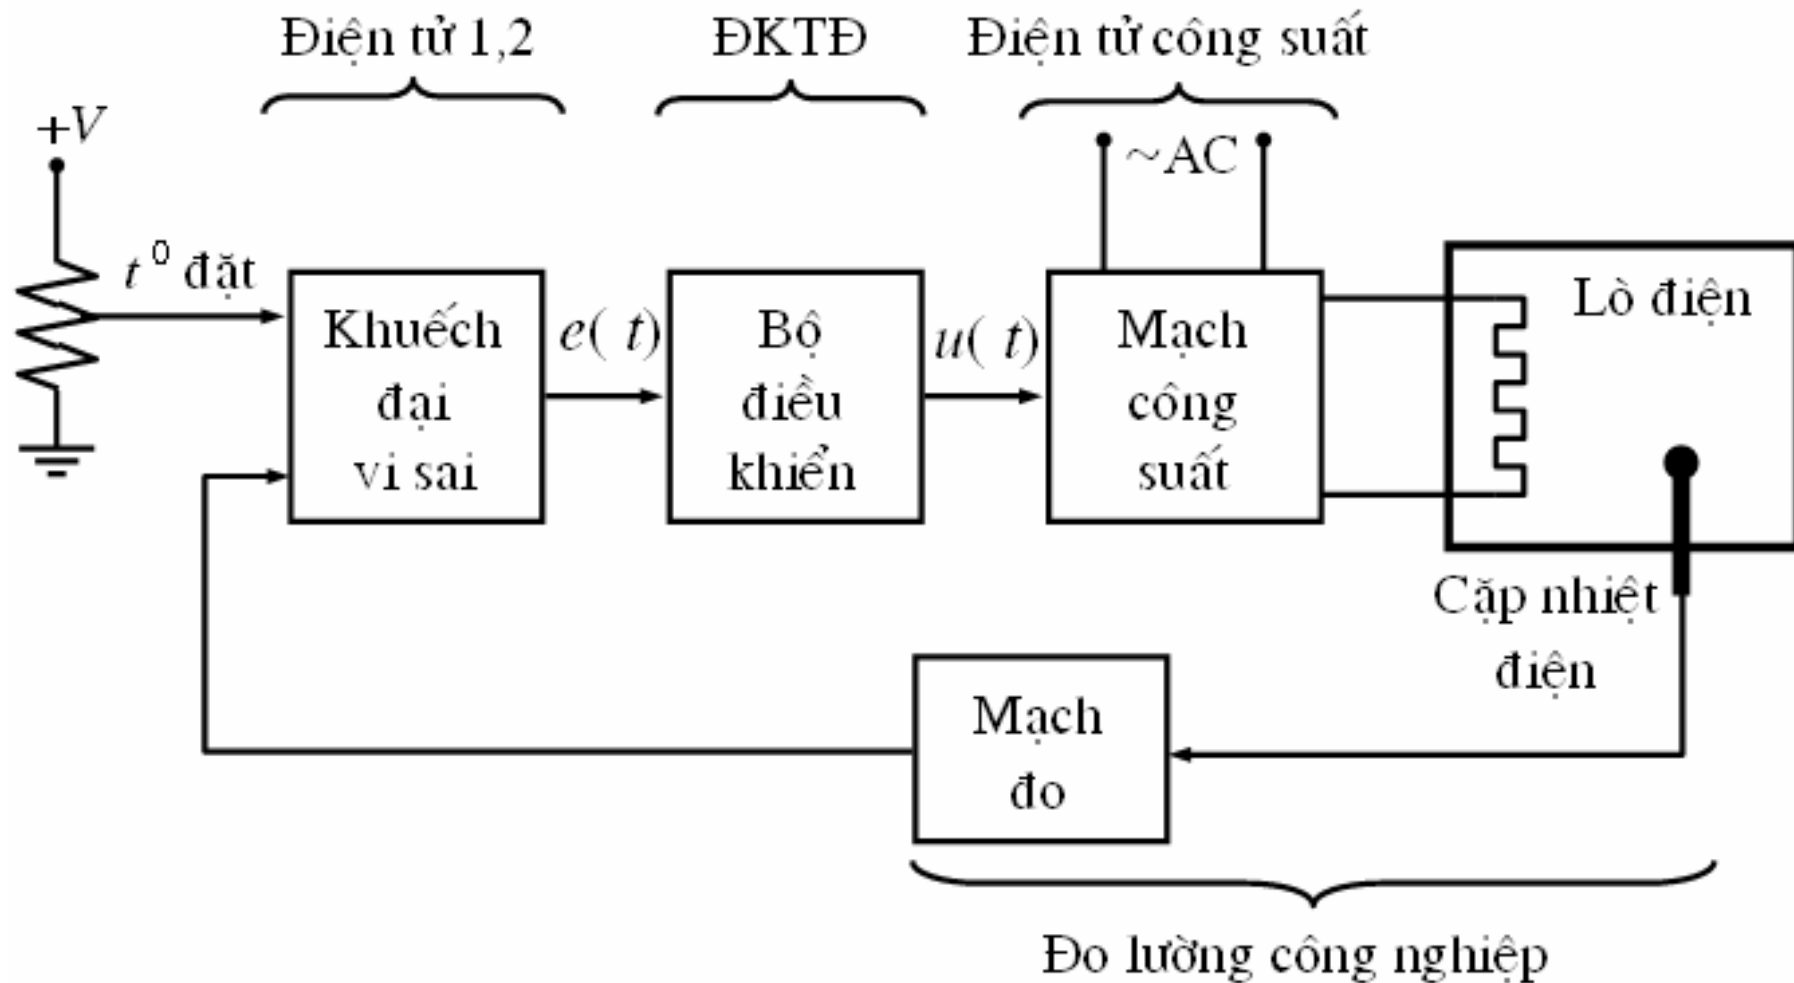 Điện tử 1,2
ĐKTĐ
Điện tử công suất
+V
~AC
t⁰ đặt
Khuếch
đại
vi sai
e( t)
Bộ
điều
khiển
u( t)
Mạch
công
suất
Lò điện
Cặp nhiệt
điện
Mạch
đo
Đo lường công nghiệp